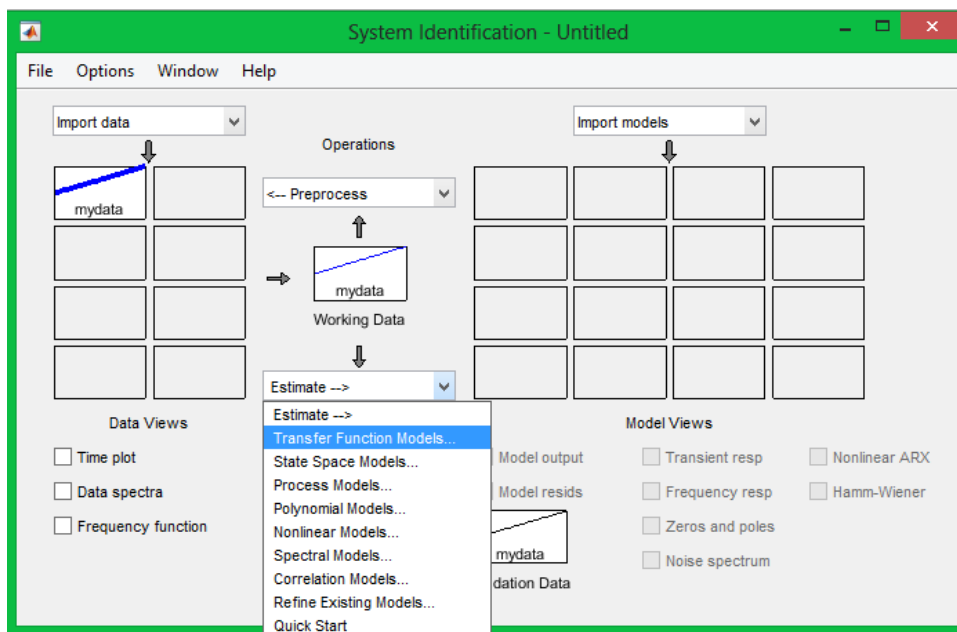 System Identification - Untitled
File Options Window Help
Import data
Import models
Operations
mydata
<-- Preprocess
mydata
Working Data
Estimate -->
Estimate -->
Transfer Function Models...
State Space Models...
Process Models...
Polynomial Models...
Nonlinear Models...
Spectral Models...
Correlation Models...
Refine Existing Models...
Quick Start
Data Views
Time plot
Data spectra
Frequency function
Model Views
Model output
Transient resp
Nonlinear ARX
Model resids
Frequency resp
Hamm-Wiener
Zeros and poles
Noise spectrum
mydata
dation Data